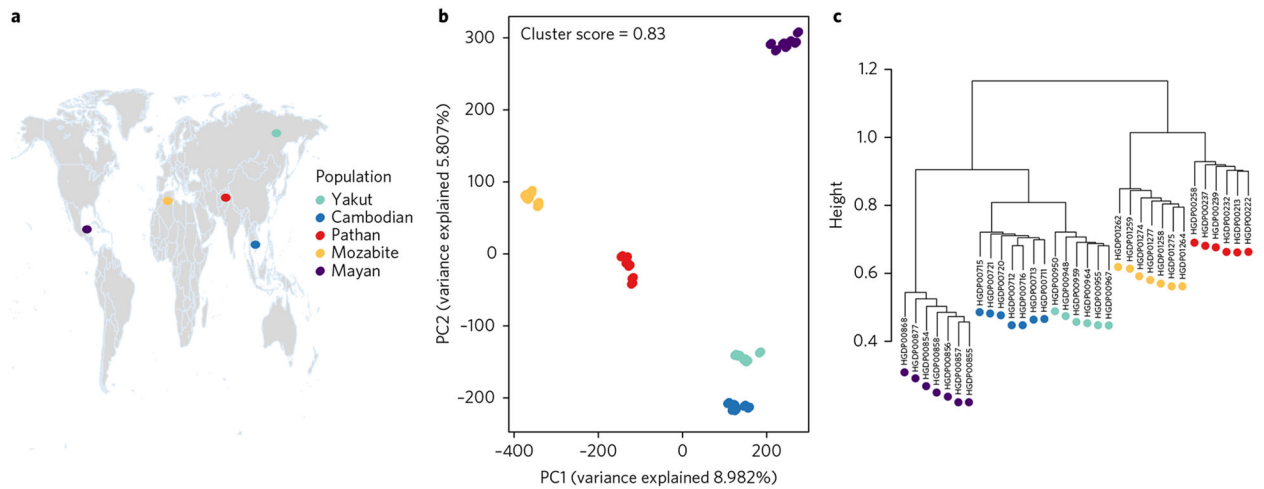 a
Population
Yakut
Cambodian
Pathan
Mozabite
Mayan
b
Cluster score = 0.83
PC2 (variance explained 5.807%)
300
200
100
0
−100
−200
−400
−200
0
200
PC1 (variance explained 8.982%)
c
Height
1.2
1.0
0.8
0.6
0.4
HGDP00868
HGDP00877
HGDP00854
HGDP00858
HGDP00856
HGDP00857
HGDP00855
HGDP00715
HGDP00721
HGDP00720
HGDP00712
HGDP00716
HGDP00713
HGDP00711
HGDP00950
HGDP00948
HGDP00959
HGDP00964
HGDP00955
HGDP00967
HGDP01262
HGDP01259
HGDP01274
HGDP01277
HGDP01258
HGDP01275
HGDP01264
HGDP00258
HGDP00237
HGDP00239
HGDP00232
HGDP00213
HGDP00222